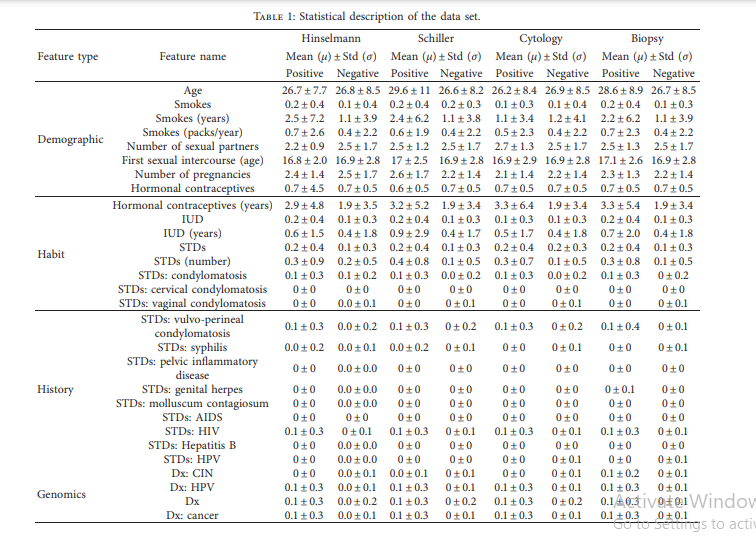 TABLE 1: Statistical description of the data set.
Feature type Feature name Hinselmann Schiller Cytology Biopsy
Mean (μ) ± Std (σ) Mean (μ) ± Std (σ) Mean (μ) ± Std (σ) Mean (μ) ± Std (σ)
Positive Negative Positive Negative Positive Negative Positive Negative
Demographic
Age 26.7 ± 7.7 26.8 ± 8.5 29.6 ± 11 26.6 ± 8.2 26.2 ± 8.4 26.9 ± 8.5 28.6 ± 8.9 26.7 ± 8.5
Smokes 0.2 ± 0.4 0.1 ± 0.4 0.2 ± 0.4 0.2 ± 0.3 0.1 ± 0.3 0.1 ± 0.4 0.2 ± 0.4 0.1 ± 0.3
Smokes (years) 2.5 ± 7.2 1.1 ± 3.9 2.4 ± 6.2 1.1 ± 3.8 1.1 ± 3.4 1.2 ± 4.1 2.2 ± 6.2 1.1 ± 3.9
Smokes (packs/year) 0.7 ± 2.6 0.4 ± 2.2 0.6 ± 1.9 0.4 ± 2.2 0.5 ± 2.3 0.4 ± 2.2 0.7 ± 2.3 0.4 ± 2.2
Number of sexual partners 2.2 ± 0.9 2.5 ± 1.7 2.5 ± 1.2 2.5 ± 1.7 2.7 ± 1.3 2.5 ± 1.7 2.5 ± 1.3 2.5 ± 1.7
First sexual intercourse (age) 16.8 ± 2.0 16.9 ± 2.8 17 ± 2.5 16.9 ± 2.8 16.9 ± 2.9 16.9 ± 2.8 17.1 ± 2.6 16.9 ± 2.8
Number of pregnancies 2.4 ± 1.4 2.5 ± 1.7 2.6 ± 1.7 2.2 ± 1.4 2.1 ± 1.4 2.2 ± 1.4 2.3 ± 1.3 2.2 ± 1.4
Hormonal contraceptives 0.7 ± 4.5 0.7 ± 0.5 0.6 ± 0.5 0.7 ± 0.5 0.7 ± 0.5 0.7 ± 0.5 0.7 ± 0.5 0.7 ± 0.5
Habit
Hormonal contraceptives (years) 2.9 ± 4.8 1.9 ± 3.5 3.2 ± 5.2 1.9 ± 3.4 3.3 ± 6.4 1.9 ± 3.4 3.3 ± 5.4 1.9 ± 3.4
IUD 0.2 ± 0.4 0.1 ± 0.3 0.2 ± 0.4 0.1 ± 0.3 0.1 ± 0.3 0.1 ± 0.3 0.2 ± 0.4 0.1 ± 0.3
IUD (years) 0.6 ± 1.5 0.4 ± 1.8 0.9 ± 2.9 0.4 ± 1.7 0.5 ± 1.7 0.4 ± 1.8 0.7 ± 2.0 0.4 ± 1.8
STDs 0.2 ± 0.4 0.1 ± 0.3 0.2 ± 0.4 0.1 ± 0.3 0.2 ± 0.4 0.2 ± 0.3 0.2 ± 0.4 0.1 ± 0.3
STDs (number) 0.3 ± 0.9 0.2 ± 0.5 0.4 ± 0.8 0.1 ± 0.5 0.3 ± 0.7 0.1 ± 0.5 0.3 ± 0.8 0.1 ± 0.5
STDs: condylomatosis 0.1 ± 0.3 0.1 ± 0.2 0.1 ± 0.3 0.0 ± 0.2 0.1 ± 0.3 0.0 ± 0.2 0.1 ± 0.3 0 ± 0.2
STDs: cervical condylomatosis 0 ± 0 0 ± 0 0 ± 0 0 ± 0 0 ± 0 0 ± 0 0 ± 0 0 ± 0
STDs: vaginal condylomatosis 0 ± 0 0.0 ± 0.1 0 ± 0 0 ± 0.1 0 ± 0 0 ± 0.1 0 ± 0 0 ± 0.1
History
STDs: vulvo-perineal
condylomatosis 0.1 ± 0.3 0.0 ± 0.2 0.1 ± 0.3 0 ± 0.2 0.1 ± 0.3 0 ± 0.2 0.1 ± 0.4 0 ± 0.1
STDs: syphilis 0.0 ± 0.2 0.0 ± 0.1 0.0 ± 0.2 0 ± 0.1 0 ± 0 0 ± 0.1 0 ± 0 0 ± 0.1
STDs: pelvic inflammatory
disease 0 ± 0 0.0 ± 0.0 0 ± 0 0 ± 0 0 ± 0 0 ± 0 0 ± 0 0 ± 0
STDs: genital herpes 0 ± 0 0.0 ± 0.0 0 ± 0 0 ± 0 0 ± 0 0 ± 0 0 ± 0.1 0 ± 0
STDs: molluscum contagiosum 0 ± 0 0.0 ± 0.0 0 ± 0 0 ± 0 0 ± 0 0 ± 0 0 ± 0 0 ± 0
STDs: AIDS 0 ± 0 0 ± 0 0 ± 0 0 ± 0 0 ± 0 0 ± 0 0 ± 0 0 ± 0
STDs: HIV 0.1 ± 0.3 0 ± 0.1 0.1 ± 0.3 0 ± 0.1 0.1 ± 0.3 0 ± 0.1 0.1 ± 0.3 0 ± 0.1
STDs: Hepatitis B 0 ± 0 0.0 ± 0.0 0 ± 0 0 ± 0 0 ± 0 0 ± 0 0 ± 0 0 ± 0
STDs: HPV 0 ± 0 0.0 ± 0.0 0 ± 0 0 ± 0 0 ± 0 0 ± 0.1 0 ± 0 0 ± 0.1
Genomics
Dx: CIN 0 ± 0 0.0 ± 0.1 0.0 ± 0.1 0 ± 0.1 0 ± 0 0 ± 0.1 0.1 ± 0.2 0 ± 0.1
Dx: HPV 0.1 ± 0.3 0.0 ± 0.1 0.1 ± 0.3 0 ± 0.1 0.1 ± 0.3 0 ± 0.1 0.1 ± 0.3 0 ± 0.1
Dx 0.1 ± 0.3 0.0 ± 0.2 0.1 ± 0.3 0 ± 0.2 0.1 ± 0.3 0 ± 0.2 0.1 ± 0.3 0 ± 0.1
Dx: cancer 0.1 ± 0.3 0.0 ± 0.1 0.1 ± 0.3 0 ± 0.1 0.1 ± 0.3 0 ± 0.1 0.1 ± 0.3 0 ± 0.1
Activate Window
Go to Settings to activ